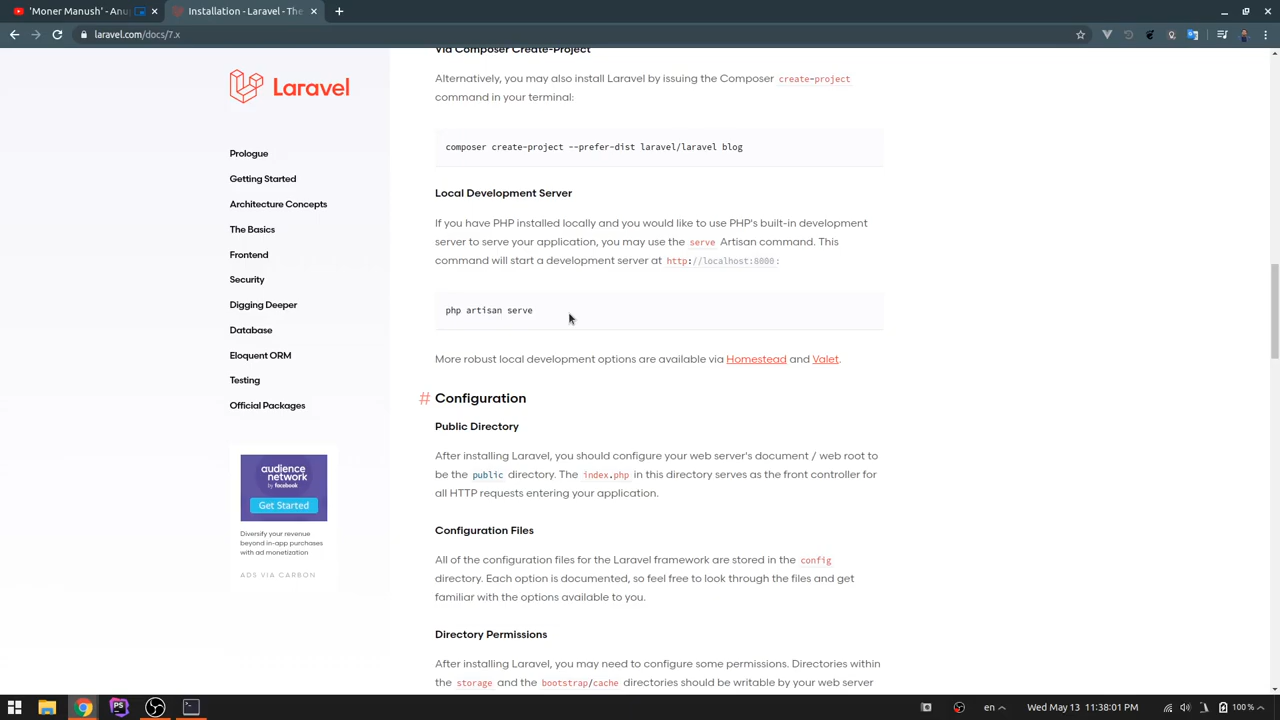 'Moner Manush' - Anu
Installation - Laravel - The
laravel.com/docs/7.x
Laravel
Prologue
Getting Started
Architecture Concepts
The Basics
Frontend
Security
Digging Deeper
Database
Eloquent ORM
Testing
Official Packages
audience
network
by facebook
Get Started
Diversify your revenue
beyond in-app purchases
with ad monetization
ADS VIA CARBON
Via Composer Create-Project
Alternatively, you may also install Laravel by issuing the Composer create-project
command in your terminal:
composer create-project --prefer-dist laravel/laravel blog
Local Development Server
If you have PHP installed locally and you would like to use PHP's built-in development
server to serve your application, you may use the serve Artisan command. This
command will start a development server at http://localhost:8000 :
php artisan serve
More robust local development options are available via Homestead and Valet.
# Configuration
Public Directory
After installing Laravel, you should configure your web server's document / web root to
be the public directory. The index.php in this directory serves as the front controller for
all HTTP requests entering your application.
Configuration Files
All of the configuration files for the Laravel framework are stored in the config
directory. Each option is documented, so feel free to look through the files and get
familiar with the options available to you.
Directory Permissions
After installing Laravel, you may need to configure some permissions. Directories within
the storage and the bootstrap/cache directories should be writable by your web server
Ps
en
Wed May 13, 11:38:01 PM
100%